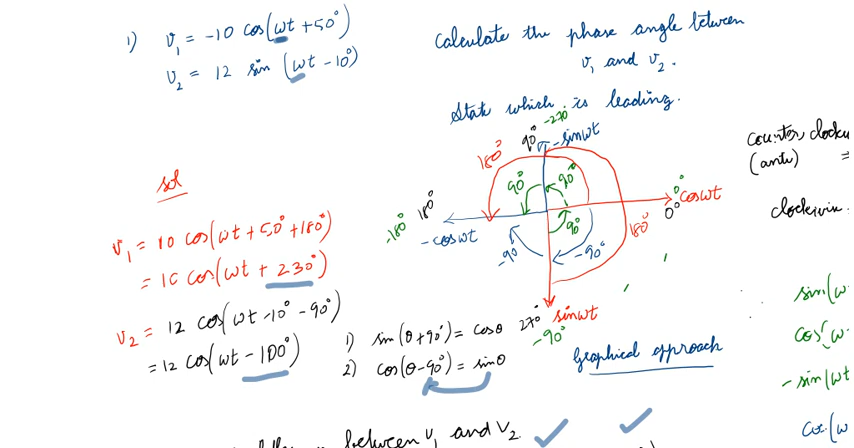 1) v₁ = -10 cos(ωt + 50°)
v₂ = 12 sin (ωt - 10°)
Calculate the phase angle between
v₁ and v₂.
State which is leading.
sol
v₁ = 10 cos(ωt + 50° + 180°)
= 10 cos(ωt + 230°)
v₂ = 12 cos(ωt - 10° - 90°)
= 12 cos(ωt - 100°)
90° -270°
-sinωt
180°
90° 90°
0°
cosωt
0°
180°
-180°
-cosωt
-90
-90°
90°
180°
270° sinωt
-90°
1) sin(θ + 90°) = cosθ
2) cos(θ - 90°) = sinθ
Graphical approach
counter clockw
(anti) ⇒
clockwise
sin(ω
cos(ω
-sin(ω
cos(ω
between v₁ and v₂